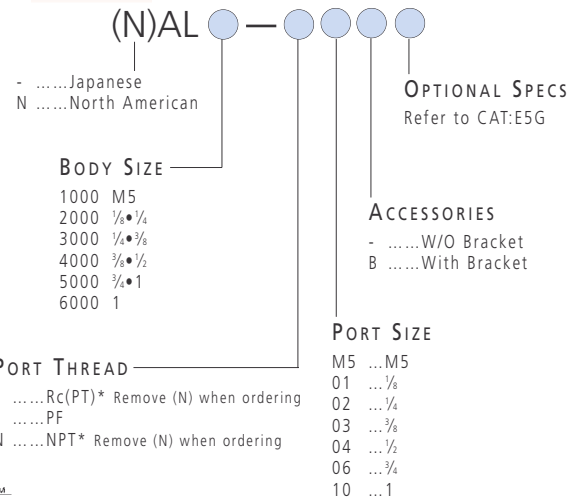 (N)AL — 
- ......Japanese
N ......North American
OPTIONAL SPECS
Refer to CAT:E5G
BODY SIZE
1000 M5
2000 ⅛•¼
3000 ¼•⅜
4000 ⅜•½
5000 ¾•1
6000 1
ACCESSORIES
- ......W/O Bracket
B ......With Bracket
PORT THREAD
......Rc(PT)* Remove (N) when ordering
......PF
N ......NPT* Remove (N) when ordering
PORT SIZE
M5 ...M5
01 ...⅛
02 ...¼
03 ...⅜
04 ...½
06 ...¾
10 ...1